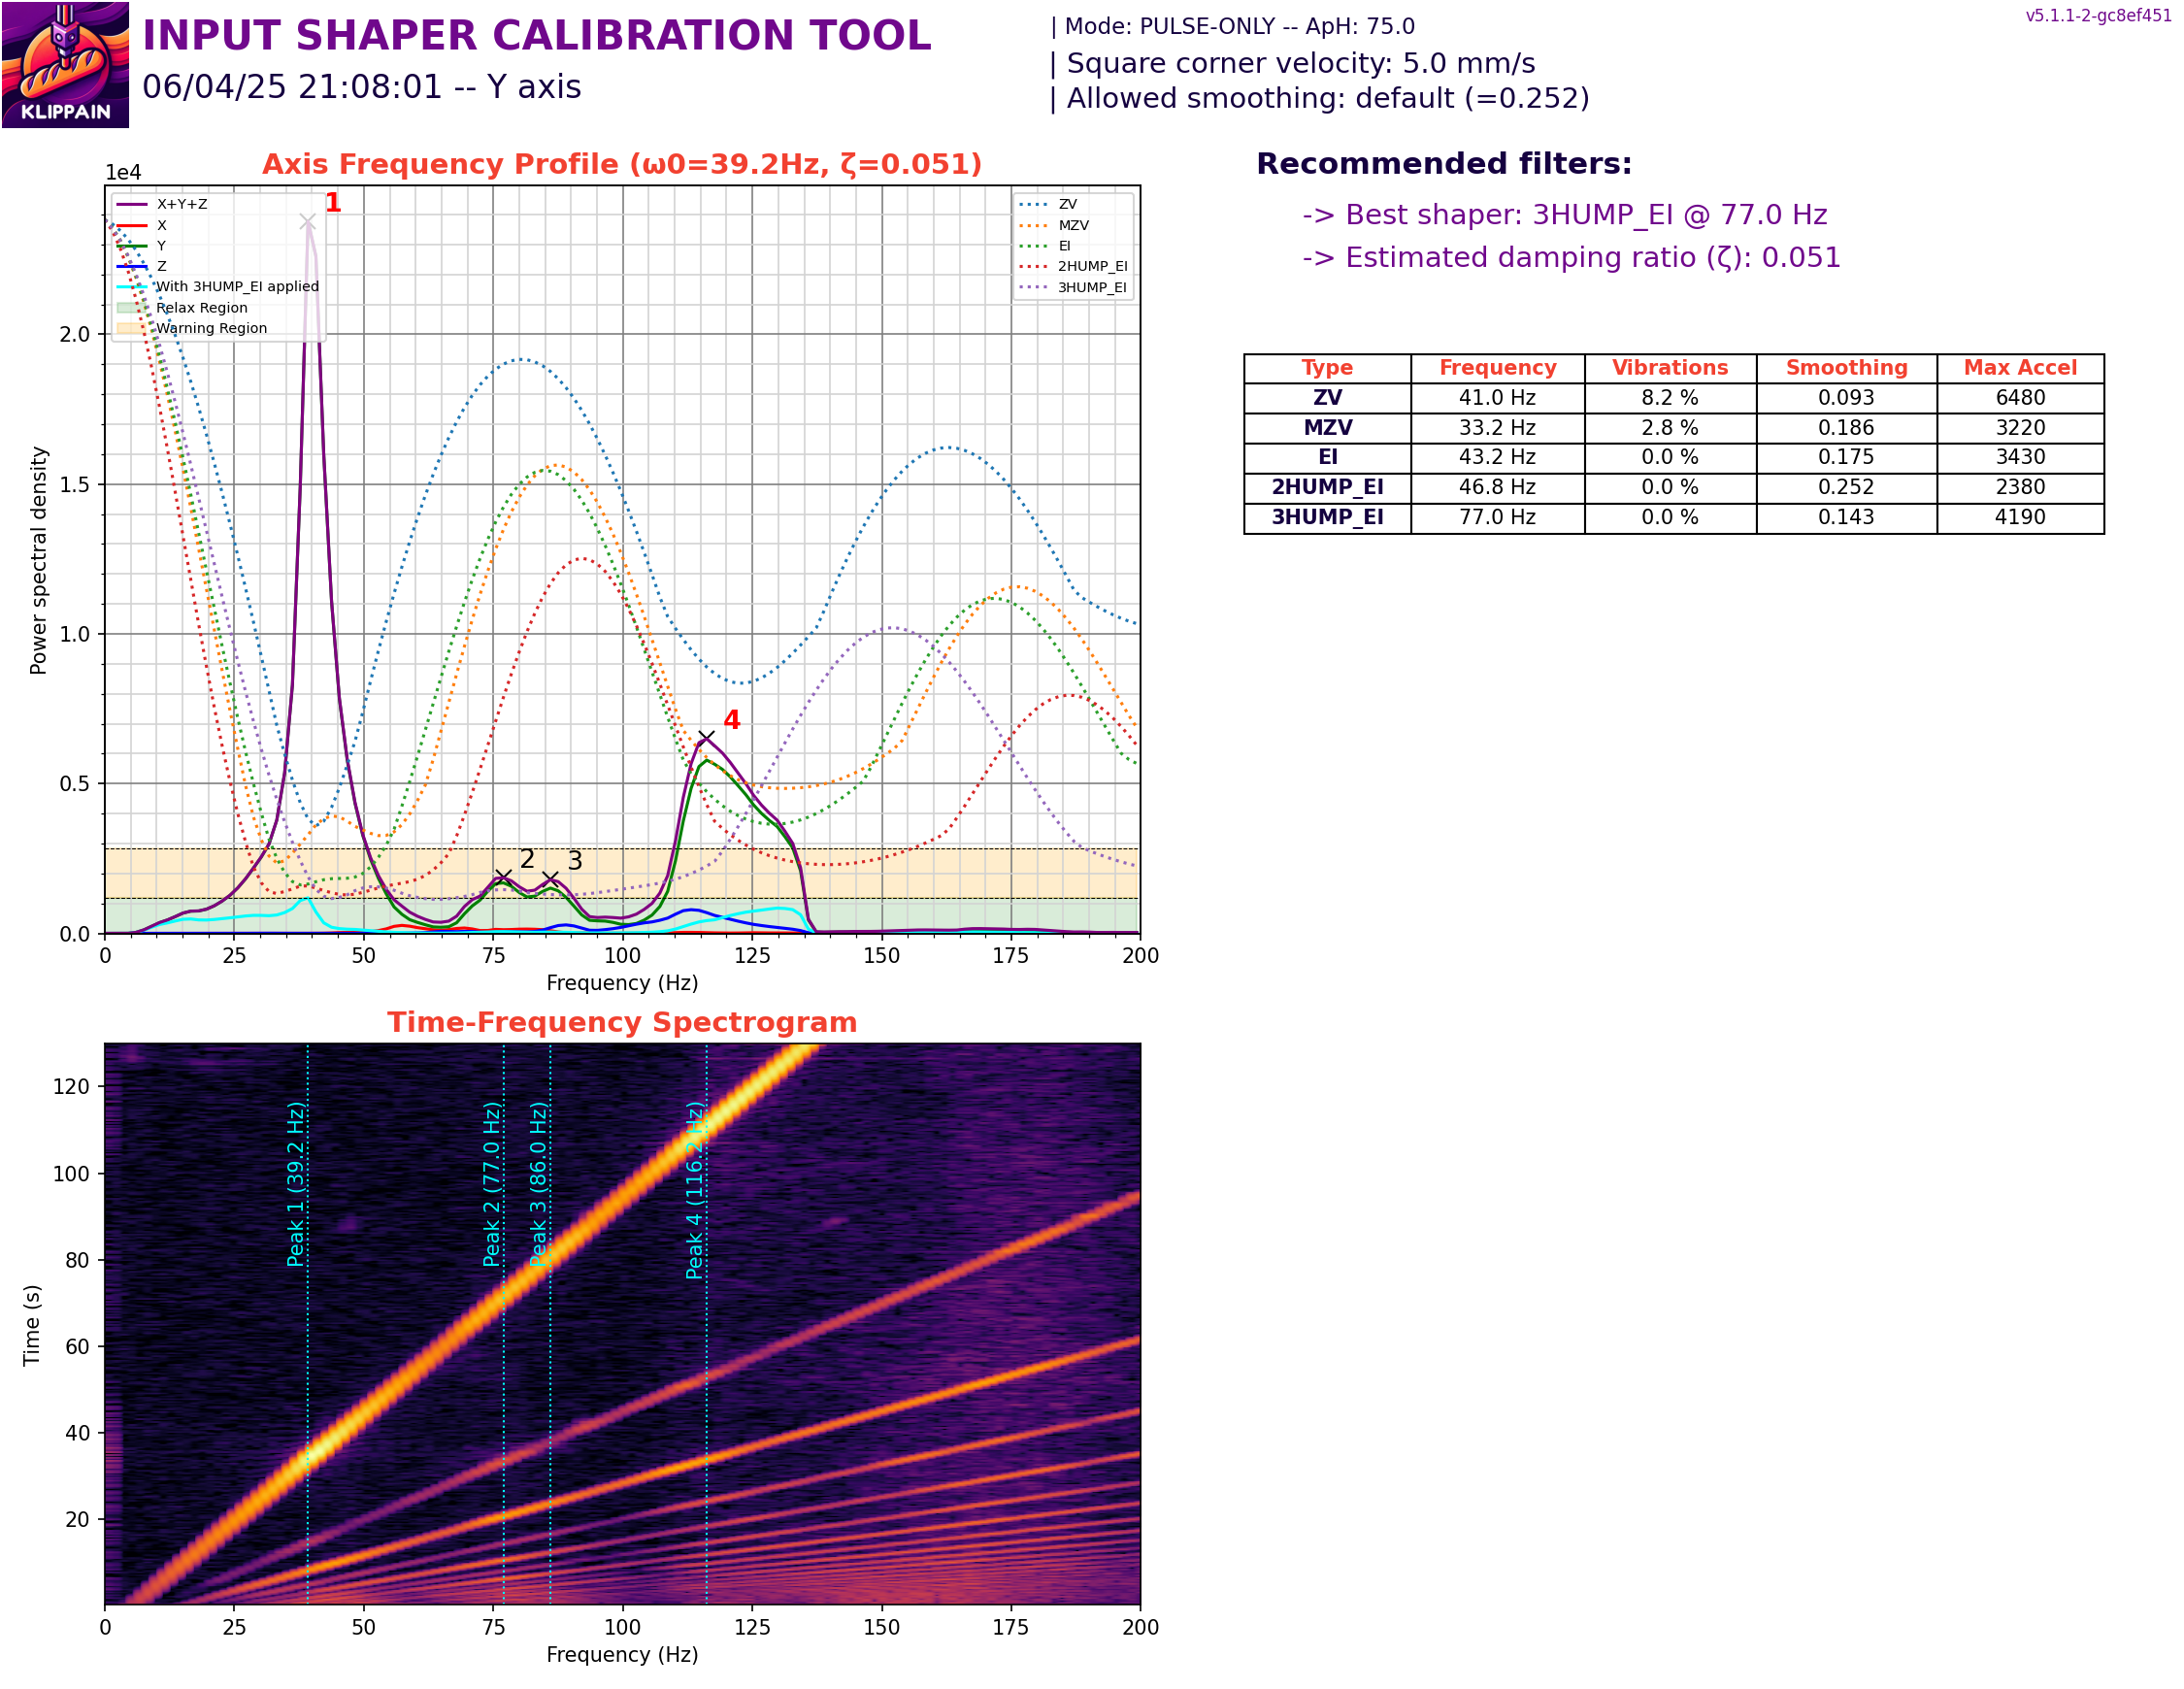 INPUT SHAPER CALIBRATION TOOL
06/04/25 21:08:01 -- Y axis
KLIPPAIN
| Mode: PULSE-ONLY -- ApH: 75.0
| Square corner velocity: 5.0 mm/s
| Allowed smoothing: default (=0.252)
v5.1.1-2-gc8ef451
Axis Frequency Profile (ω0=39.2Hz, ζ=0.051)
1e4
X+Y+Z
X
Y
Z
With 3HUMP_EI applied
Relax Region
Warning Region
ZV
MZV
EI
2HUMP_EI
3HUMP_EI
1
2
3
4
2.0
1.5
1.0
0.5
0.0
Power spectral density
0 25 50 75 100 125 150 175 200
Frequency (Hz)
Recommended filters:
-> Best shaper: 3HUMP_EI @ 77.0 Hz
-> Estimated damping ratio (ζ): 0.051
Type Frequency Vibrations Smoothing Max Accel
ZV 41.0 Hz 8.2 % 0.093 6480
MZV 33.2 Hz 2.8 % 0.186 3220
EI 43.2 Hz 0.0 % 0.175 3430
2HUMP_EI 46.8 Hz 0.0 % 0.252 2380
3HUMP_EI 77.0 Hz 0.0 % 0.143 4190
Time-Frequency Spectrogram
Peak 1 (39.2 Hz)
Peak 2 (77.0 Hz)
Peak 3 (86.0 Hz)
Peak 4 (116.2 Hz)
120
100
80
60
40
20
Time (s)
0 25 50 75 100 125 150 175 200
Frequency (Hz)